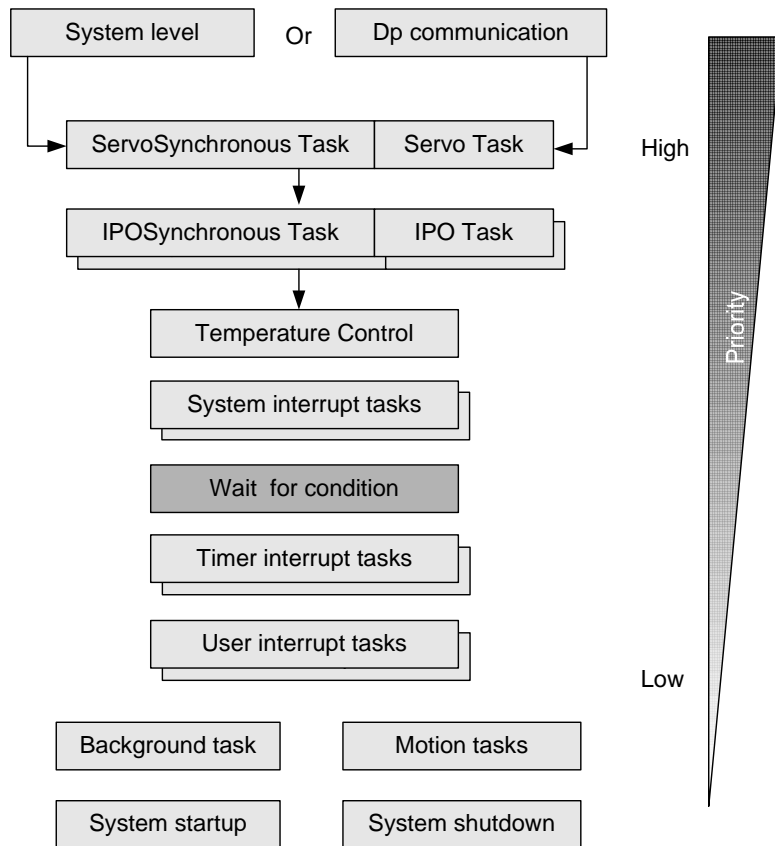 System level
Or
Dp communication
ServoSynchronous Task
Servo Task
High
IPOSynchronous Task
IPO Task
Temperature Control
Priority
System interrupt tasks
Wait for condition
Timer interrupt tasks
User interrupt tasks
Low
Background task
Motion tasks
System startup
System shutdown